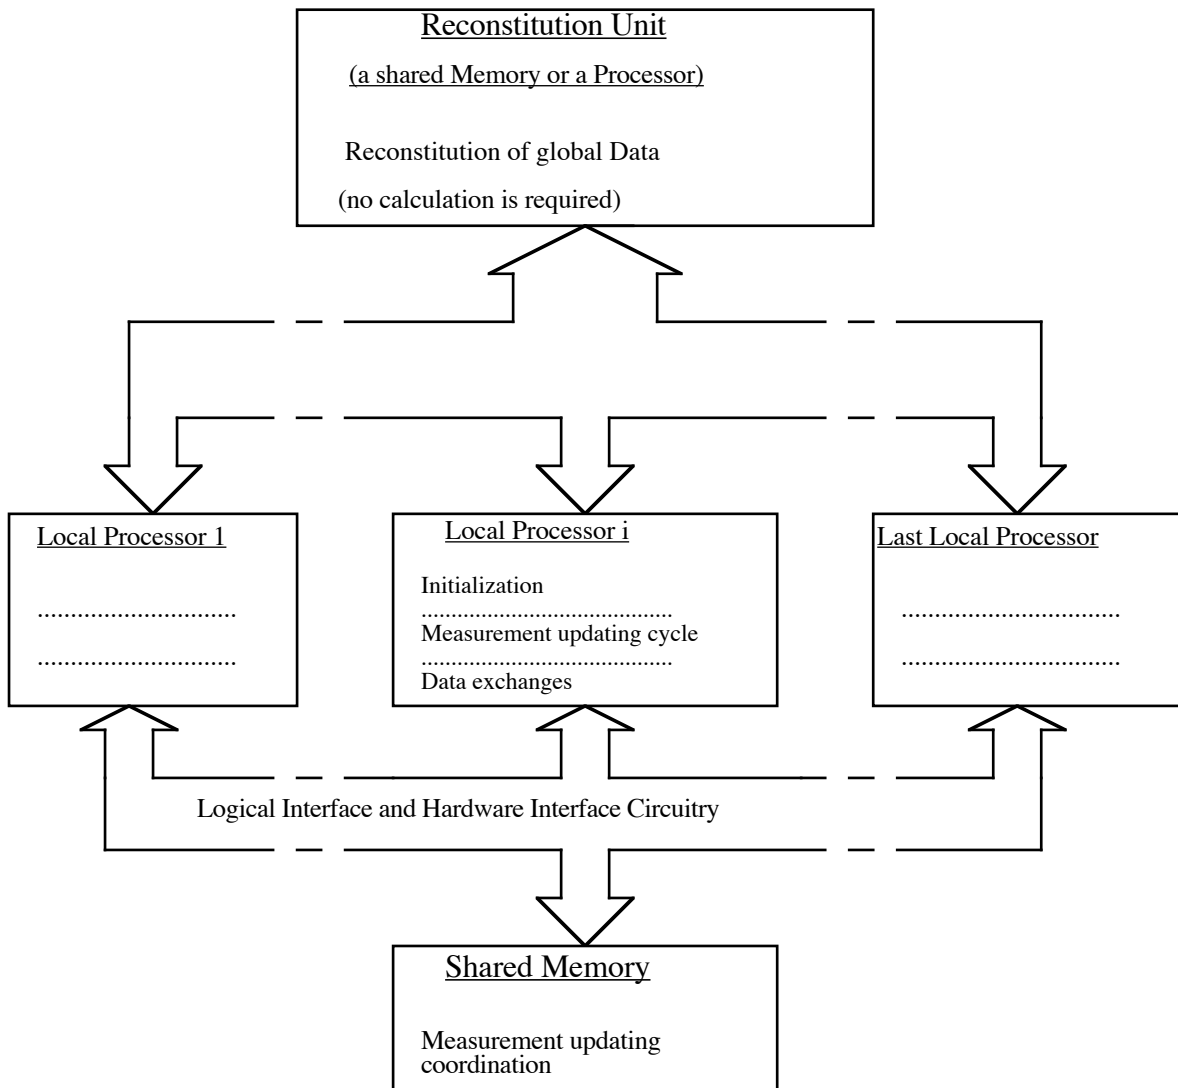 Reconstitution Unit
(a shared Memory or a Processor)
Reconstitution of global Data
(no calculation is required)
Local Processor 1
..............................
..............................
Local Processor i
Initialization
..........................................
Measurement updating cycle
..........................................
Data exchanges
Last Local Processor
.................................
.................................
Logical Interface and Hardware Interface Circuitry
Shared Memory
Measurement updating
coordination